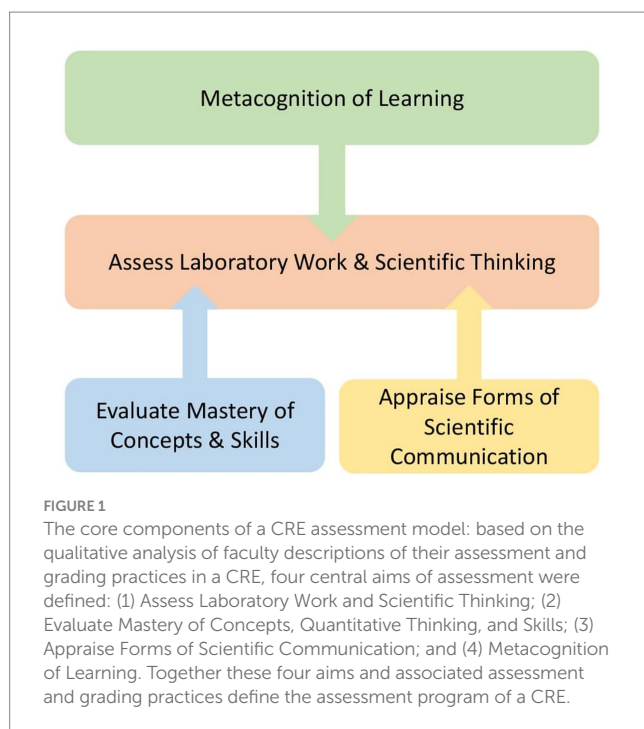 Metacognition of Learning
Assess Laboratory Work & Scientific Thinking
Evaluate Mastery of
Concepts & Skills
Appraise Forms of
Scientific
Communication
FIGURE 1
The core components of a CRE assessment model: based on the
qualitative analysis of faculty descriptions of their assessment and
grading practices in a CRE, four central aims of assessment were
defined: (1) Assess Laboratory Work and Scientific Thinking; (2)
Evaluate Mastery of Concepts, Quantitative Thinking, and Skills; (3)
Appraise Forms of Scientific Communication; and (4) Metacognition
of Learning. Together these four aims and associated assessment
and grading practices define the assessment program of a CRE.